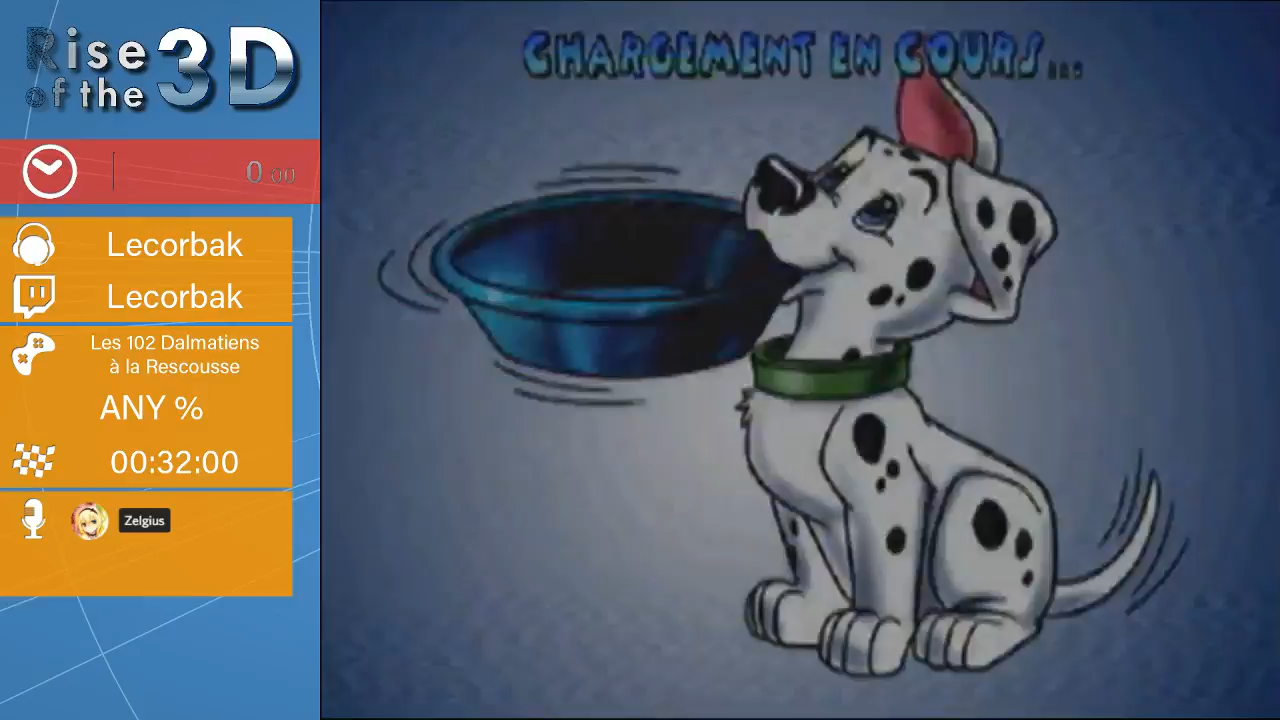 Rise
of the
3D
CHARGEMENT EN COURS...
0.00
Lecorbak
Lecorbak
Les 102 Dalmatiens
à la Rescousse
ANY %
00:32:00
Zelgius